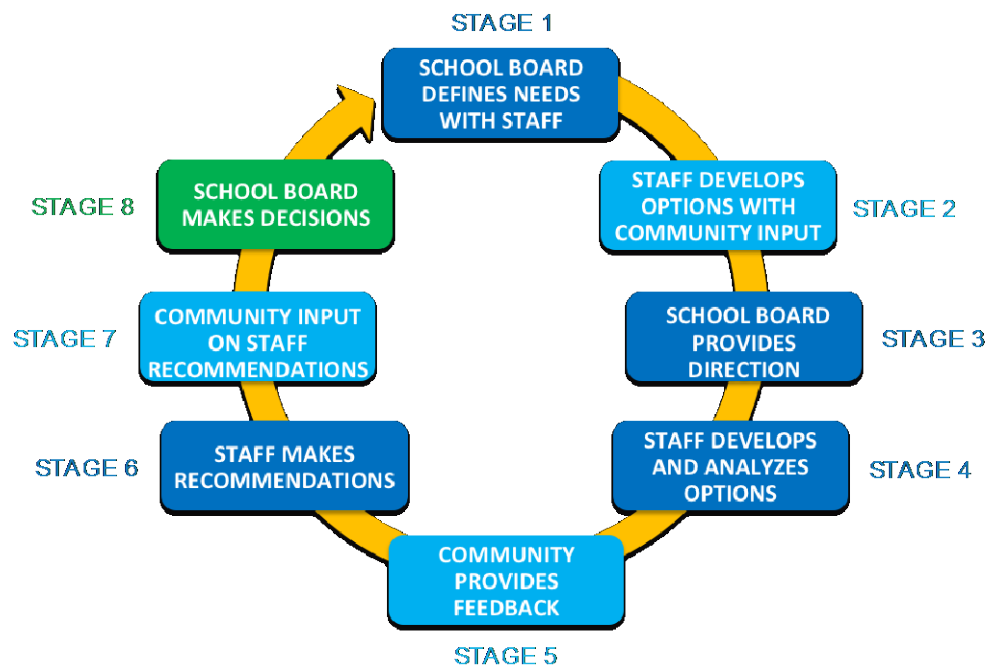 STAGE 1
SCHOOL BOARD
DEFINES NEEDS
WITH STAFF
STAFF DEVELOPS
OPTIONS WITH
COMMUNITY INPUT
STAGE 2
SCHOOL BOARD
PROVIDES
DIRECTION
STAGE 3
STAFF DEVELOPS
AND ANALYZES
OPTIONS
STAGE 4
COMMUNITY
PROVIDES
FEEDBACK
STAGE 5
STAGE 6
STAFF MAKES
RECOMMENDATIONS
STAGE 7
COMMUNITY INPUT
ON STAFF
RECOMMENDATIONS
STAGE 8
SCHOOL BOARD
MAKES DECISIONS